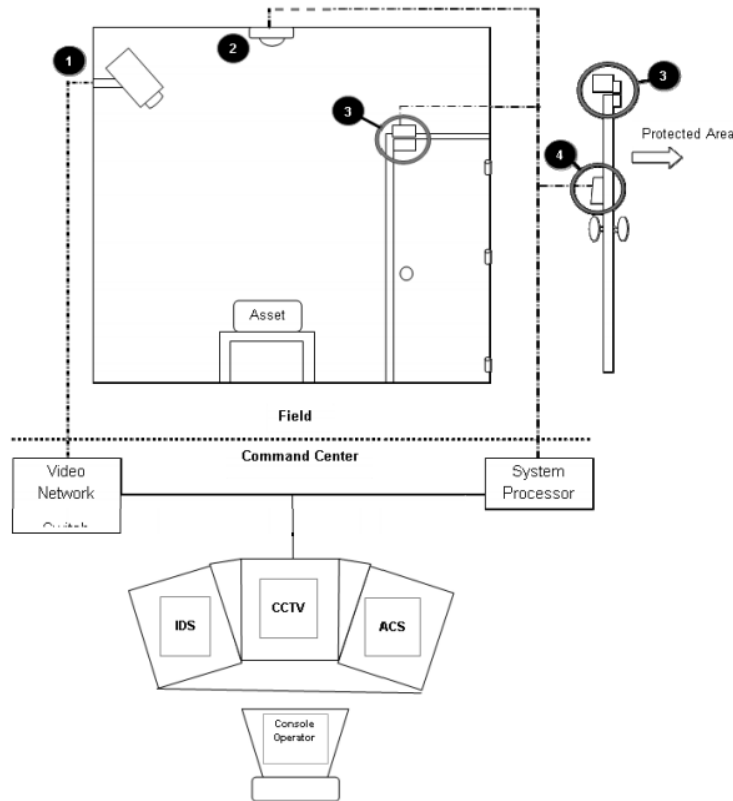 1
2
3
3
4
Protected Area
Asset
Field
Command Center
Video
Network
System
Processor
IDS
CCTV
ACS
Console
Operator